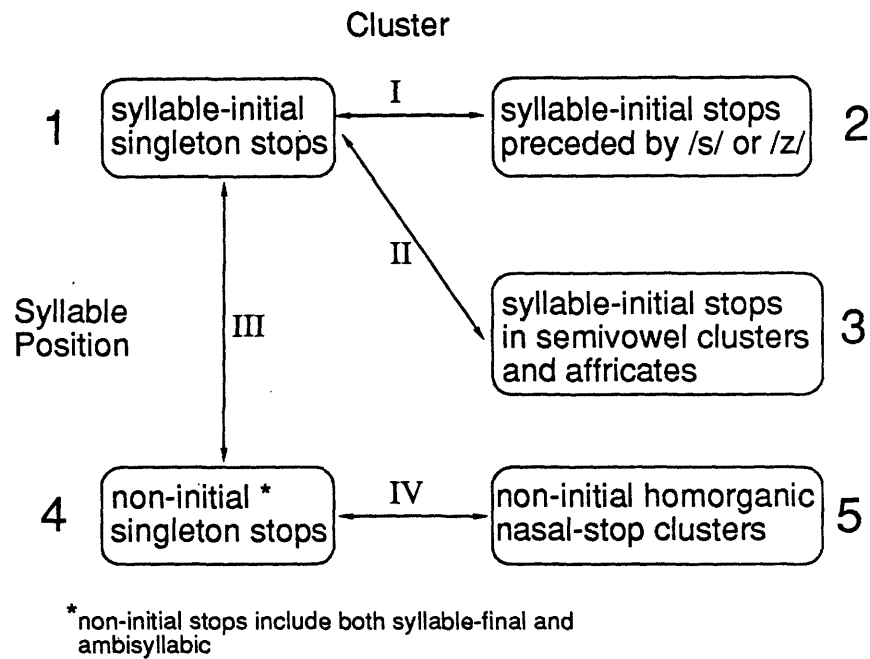 Cluster
1
syllable-initial
singleton stops
I
syllable-initial stops
preceded by /s/ or /z/
2
II
Syllable
Position
III
syllable-initial stops
in semivowel clusters
and affricates
3
4
non-initial *
singleton stops
IV
non-initial homorganic
nasal-stop clusters
5
*non-initial stops include both syllable-final and
ambisyllabic